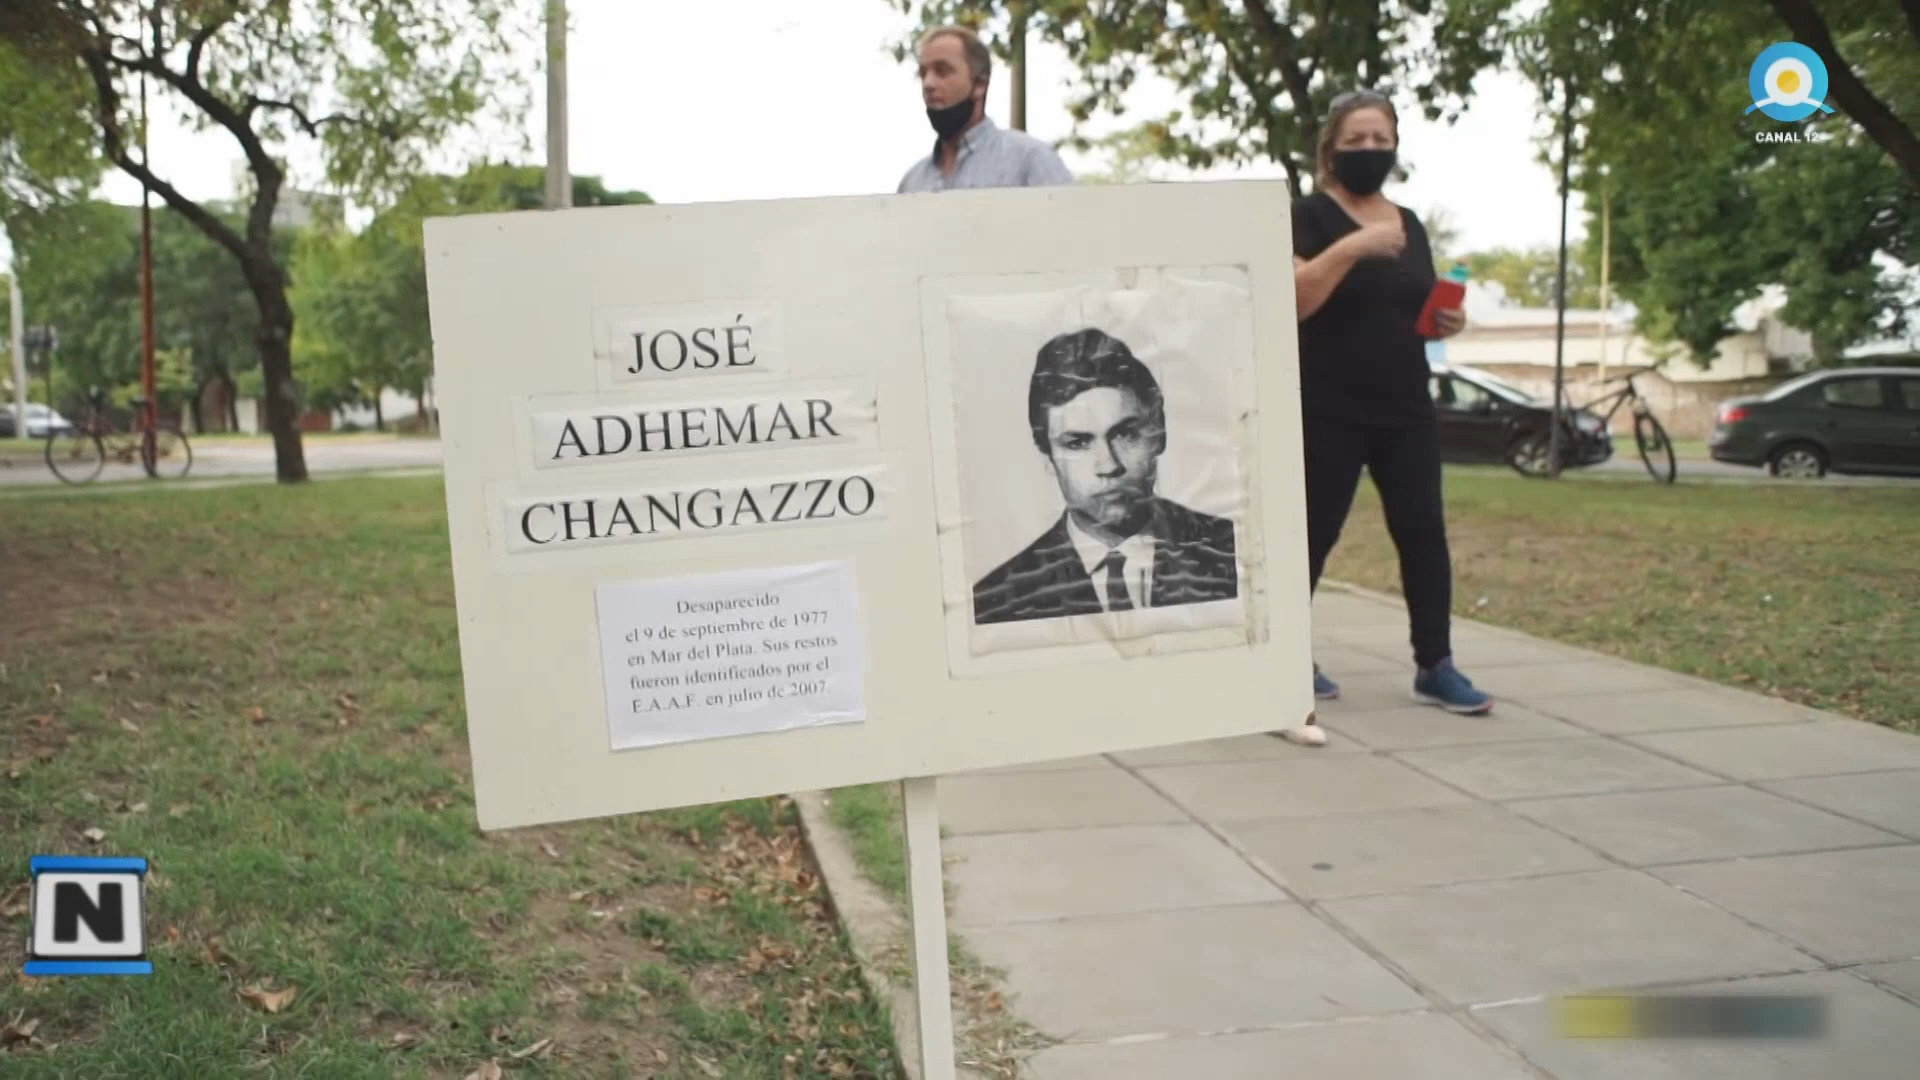 CANAL 12
JOSÉ
ADHEMAR
CHANGAZZO
Desaparecido
el 9 de septiembre de 1977
en Mar del Plata. Sus restos
fueron identificados por el
E.A.A.F. en julio de 2007.
N